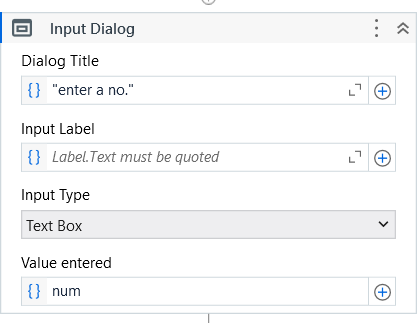 Input Dialog
Dialog Title
{} "enter a no."
Input Label
{} Label.Text must be quoted
Input Type
Text Box
Value entered
{} num